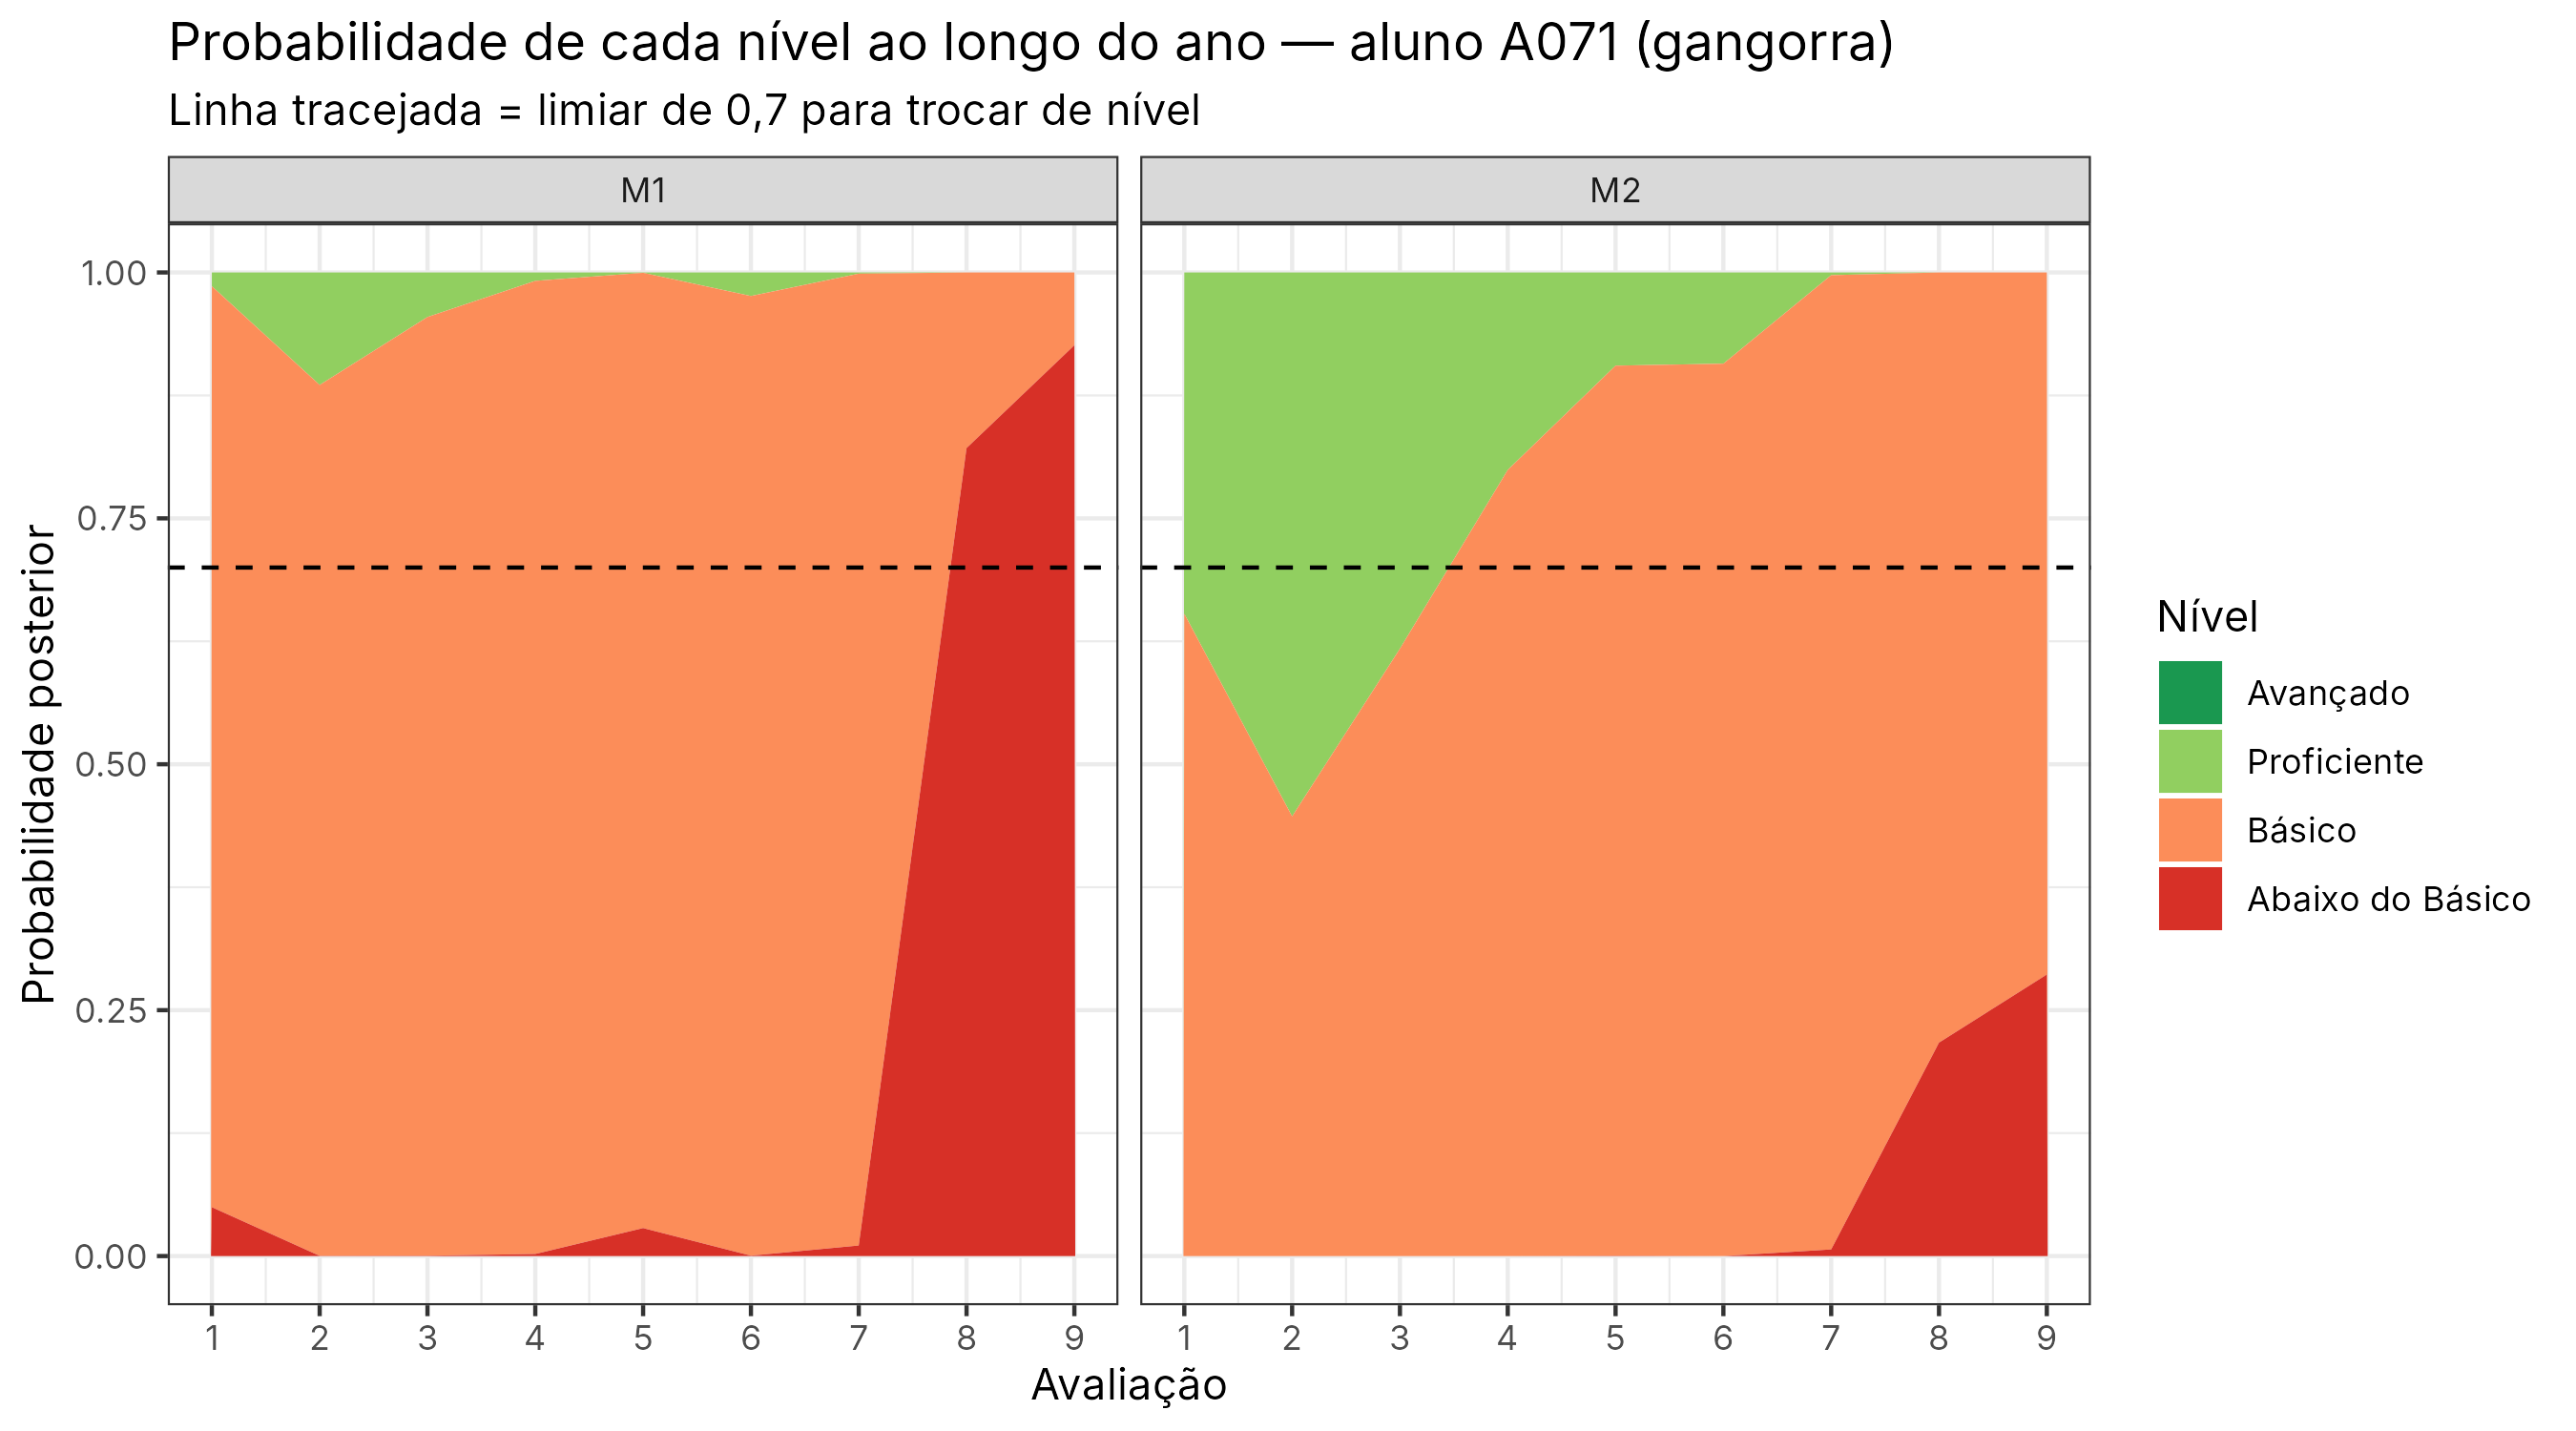 Probabilidade de cada nível ao longo do ano — aluno A071 (gangorra)
Linha tracejada = limiar de 0,7 para trocar de nível
M1
M2
1.00
0.75
0.50
0.25
0.00
Probabilidade posterior
1 2 3 4 5 6 7 8 9
1 2 3 4 5 6 7 8 9
Avaliação
Nível
Avançado
Proficiente
Básico
Abaixo do Básico